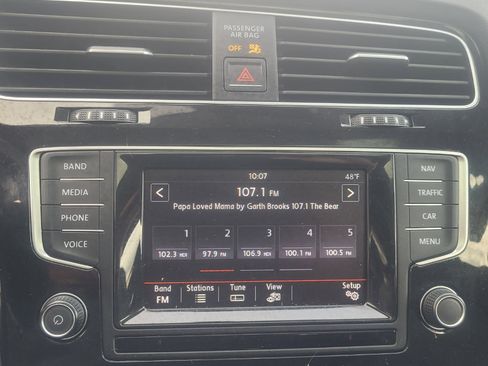 PASSENGER
AIR BAG
OFF
BAND
MEDIA
PHONE
VOICE
10:07
48°F
107.1 FM
Papa Loved Mama by Garth Brooks 107.1 The Bear
1 2 3 4 5
102.3 97.9 FM 106.9 100.1 FM 100.5 FM
Band Stations Tune View Setup
FM
NAV
TRAFFIC
CAR
MENU